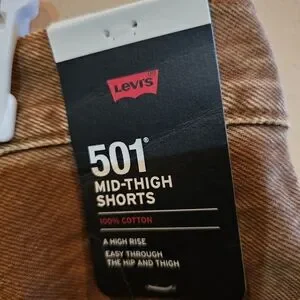 Levi's
501®
MID-THIGH
SHORTS
100% COTTON
A HIGH RISE
EASY THROUGH
THE HIP AND THIGH